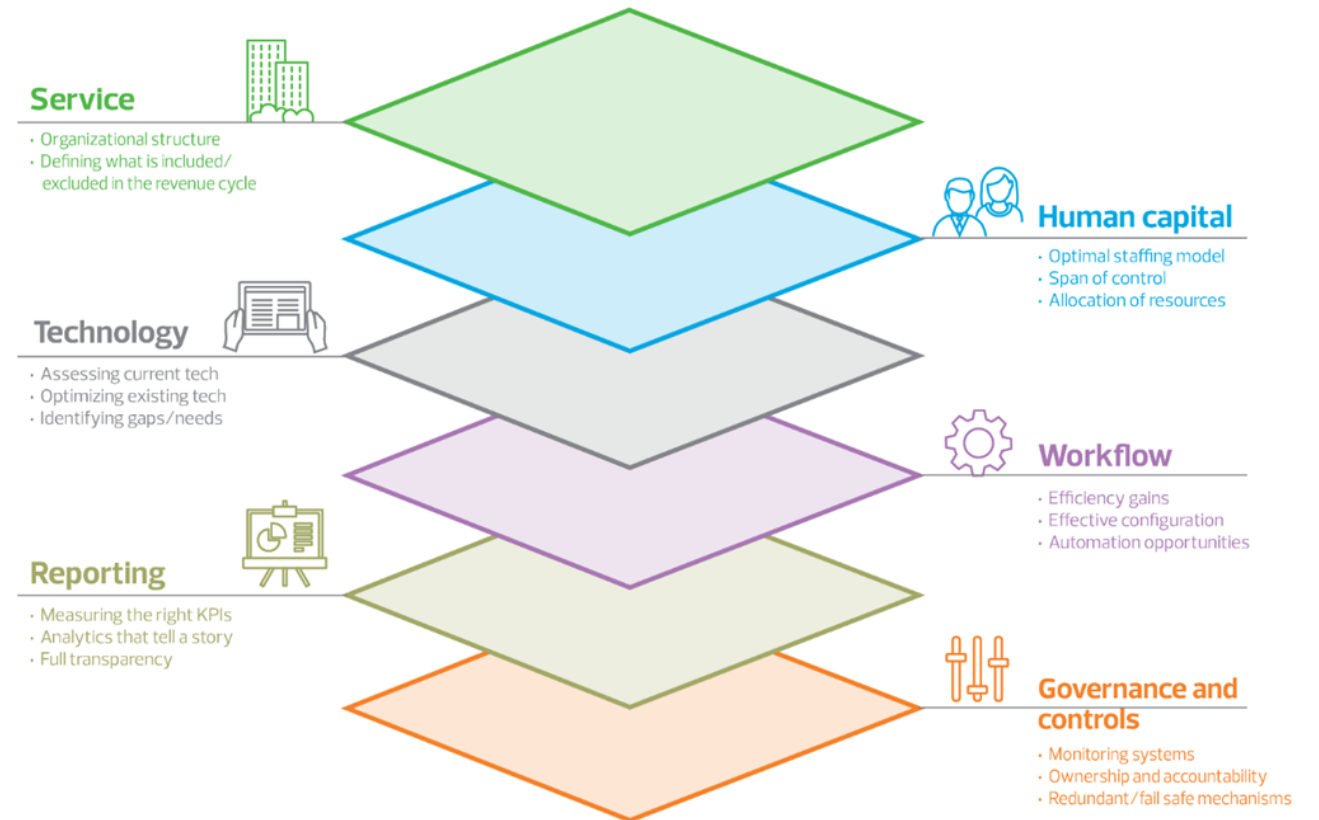 Service
· Organizational structure
· Defining what is included/
excluded in the revenue cycle
Human capital
· Optimal staffing model
· Span of control
· Allocation of resources
Technology
· Assessing current tech
· Optimizing existing tech
· Identifying gaps/needs
Workflow
· Efficiency gains
· Effective configuration
· Automation opportunities
Reporting
· Measuring the right KPIs
· Analytics that tell a story
· Full transparency
Governance and
controls
· Monitoring systems
· Ownership and accountability
· Redundant/fail safe mechanisms